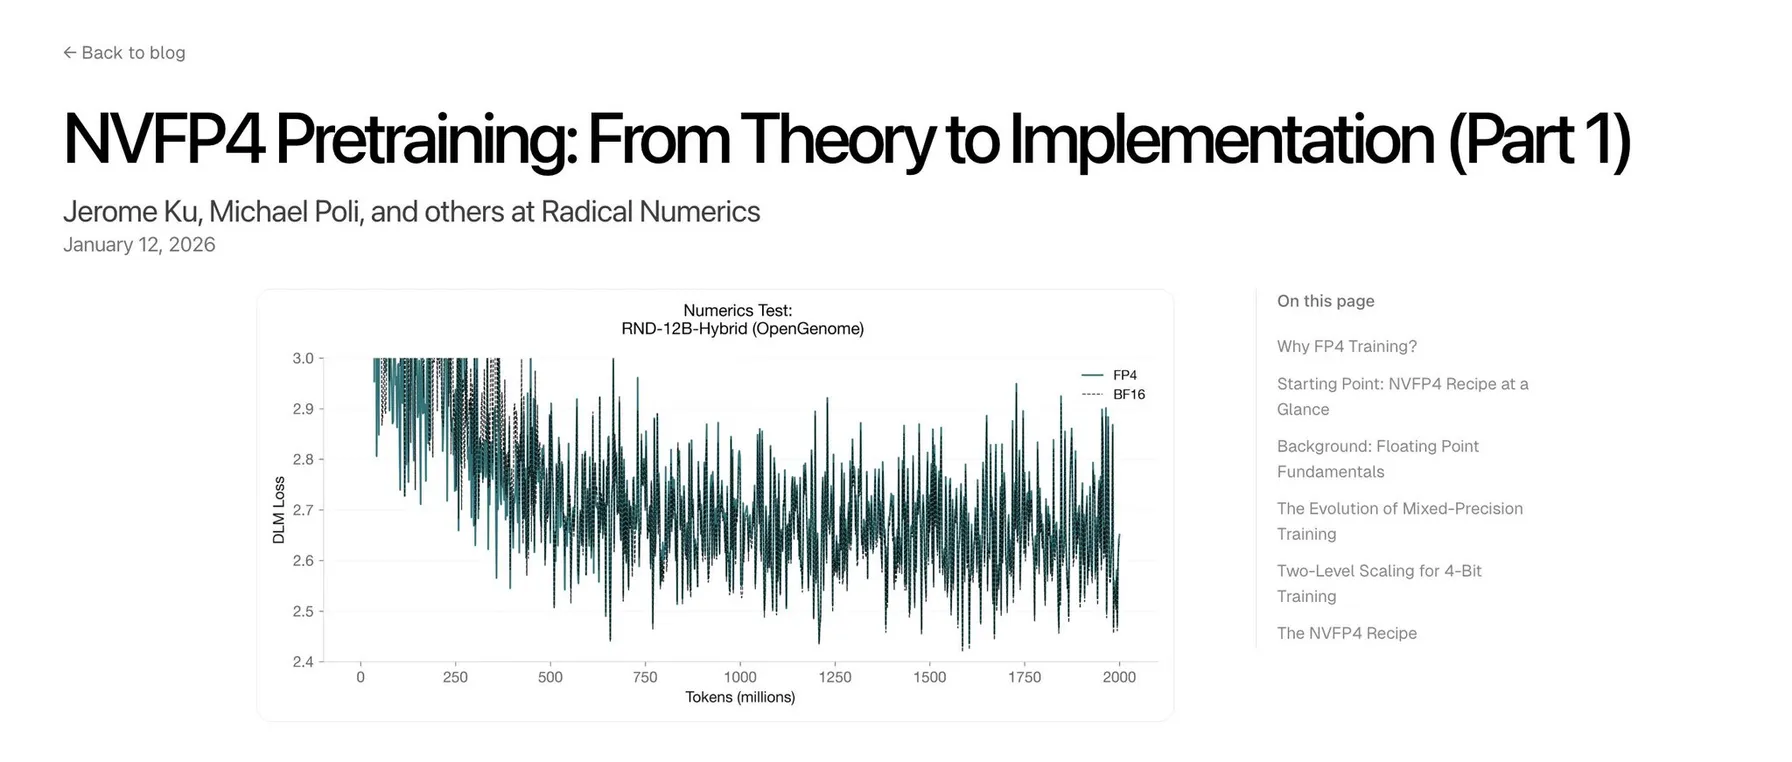 ← Back to blog
NVFP4 Pretraining: From Theory to Implementation (Part 1)
Jerome Ku, Michael Poli, and others at Radical Numerics
January 12, 2026
Numerics Test:
RND-12B-Hybrid (OpenGenome)
FP4
BF16
3.0
2.9
2.8
2.7
2.6
2.5
2.4
DLM Loss
0 250 500 750 1000 1250 1500 1750 2000
Tokens (millions)
On this page
Why FP4 Training?
Starting Point: NVFP4 Recipe at a
Glance
Background: Floating Point
Fundamentals
The Evolution of Mixed-Precision
Training
Two-Level Scaling for 4-Bit
Training
The NVFP4 Recipe